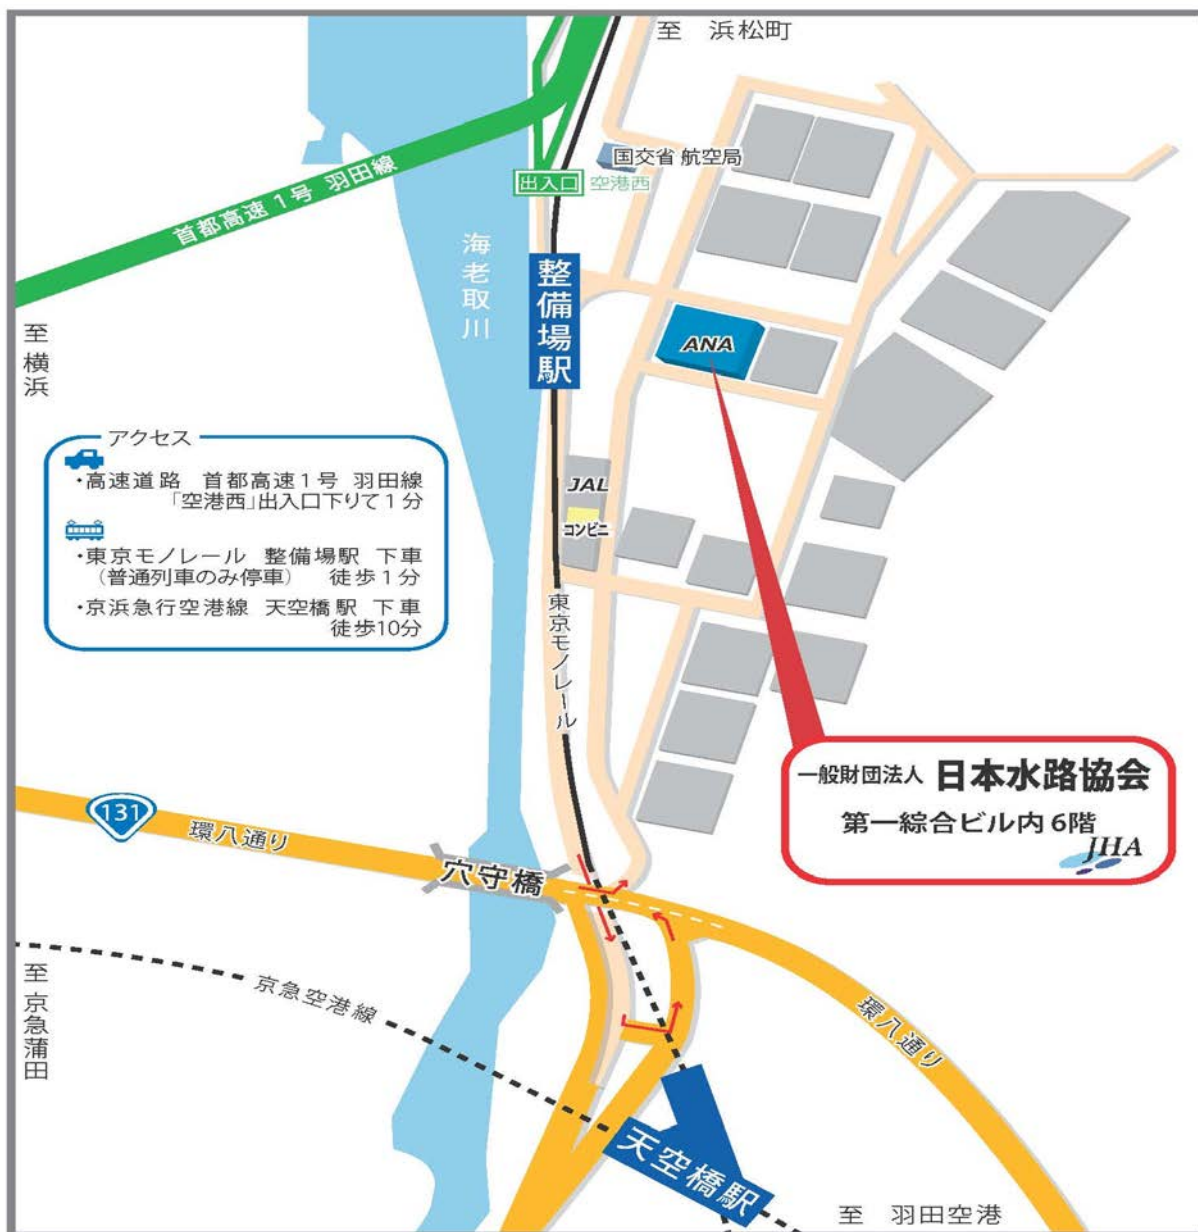 至 浜松町
国交省 航空局
出入口 空港西
首都高速1号 羽田線
海老取川
整備場駅
至横浜
ANA
アクセス
・高速道路 首都高速1号 羽田線
「空港西」出入口下りて1分
・東京モノレール 整備場駅 下車
(普通列車のみ停車) 徒歩1分
・京浜急行空港線 天空橋駅 下車
徒歩10分
JAL
コンビニ
東京モノレール
一般財団法人 日本水路協会
第一綜合ビル内6階
JHA
131
環八通り
穴守橋
至京急蒲田
京急空港線
環八通り
天空橋駅
至 羽田空港